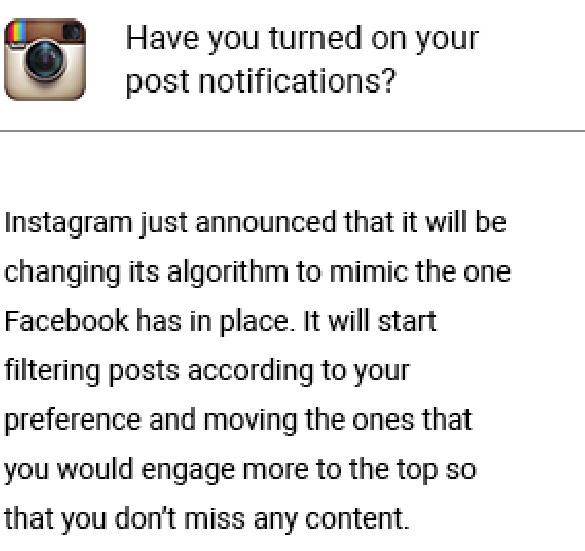 Have you turned on your
post notifications?
Instagram just announced that it will be
changing its algorithm to mimic the one
Facebook has in place. It will start
filtering posts according to your
preference and moving the ones that
you would engage more to the top so
that you don't miss any content.